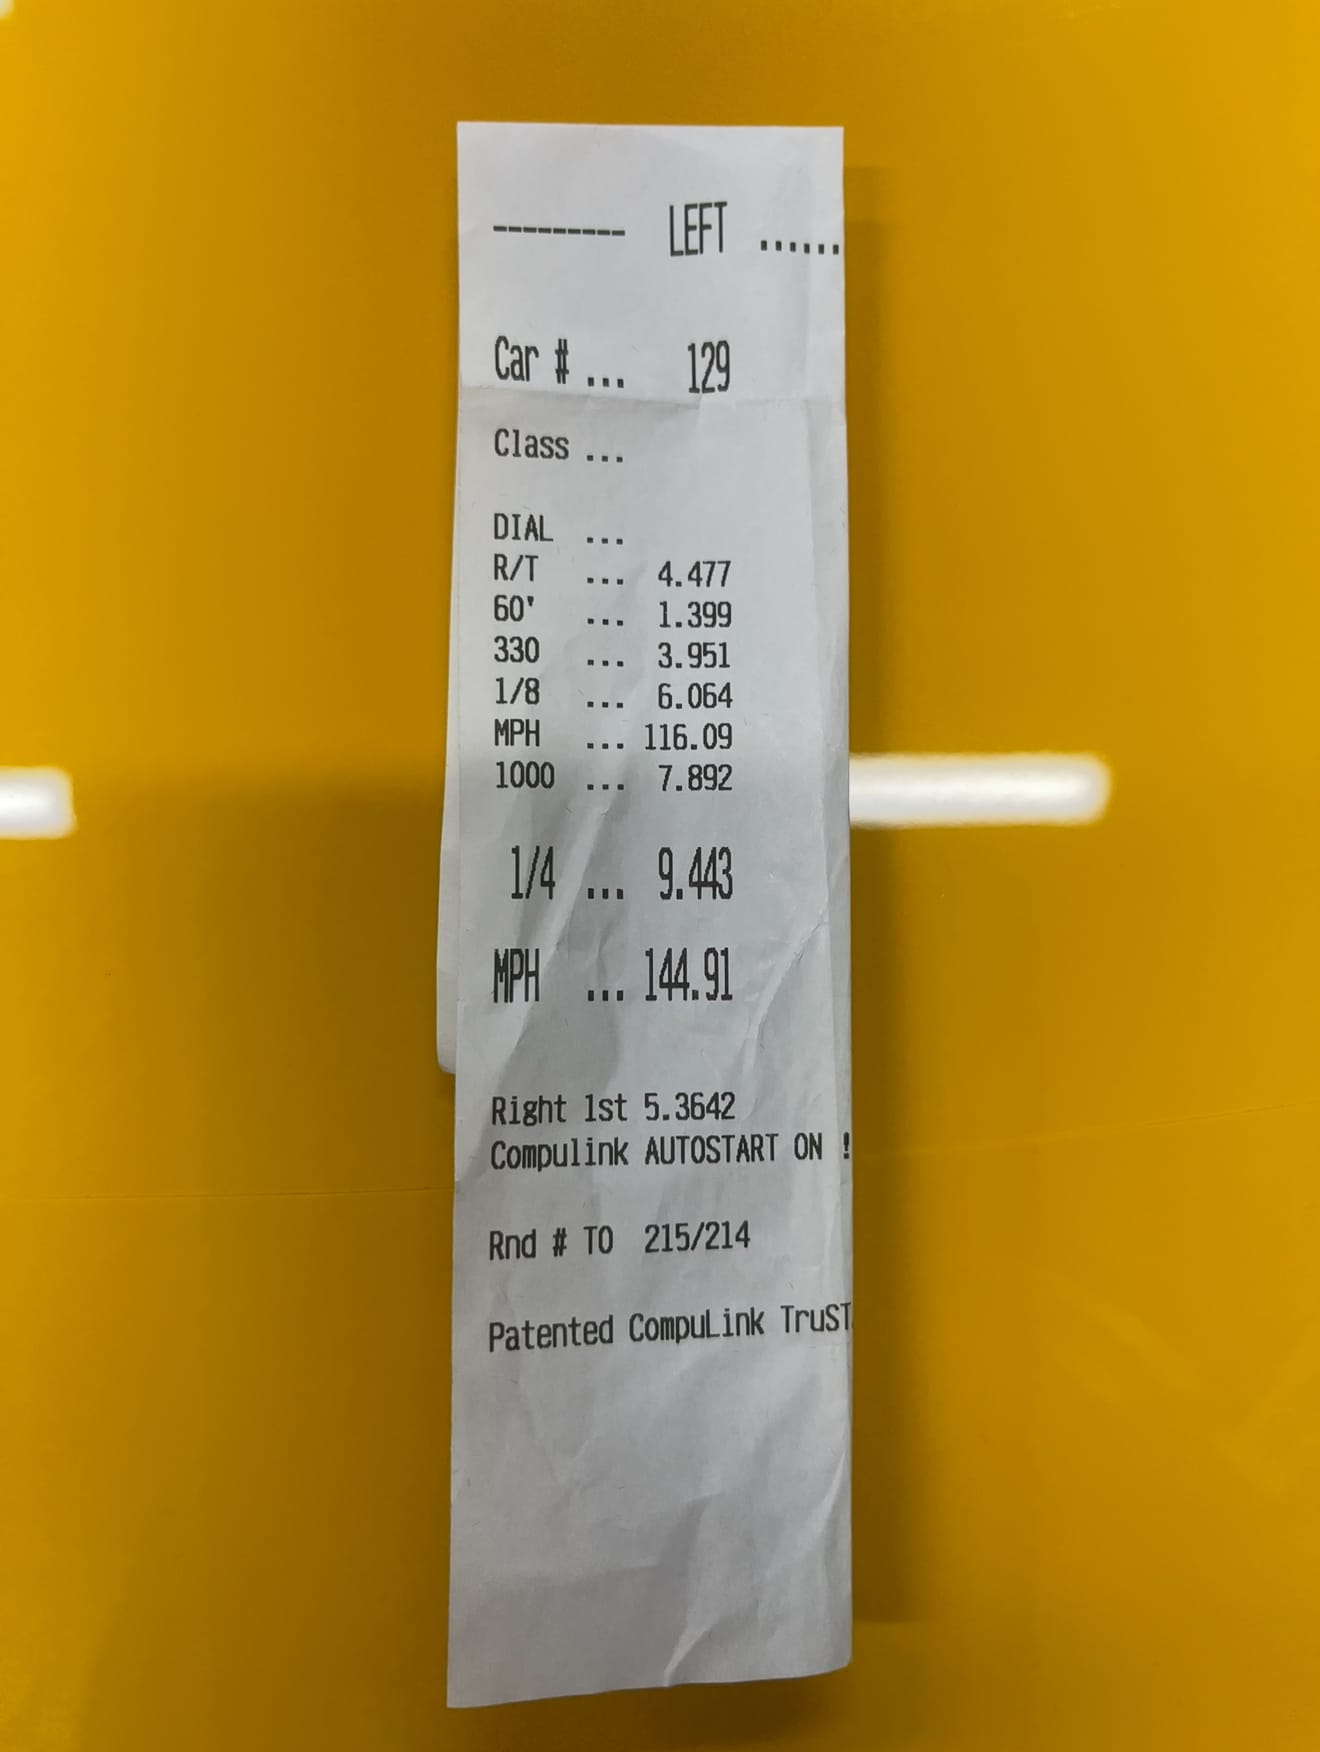 --------- LEFT ......
Car # ... 129
Class ...
DIAL ...
R/T ... 4.477
60' ... 1.399
330 ... 3.951
1/8 ... 6.064
MPH ... 116.09
1000 ... 7.892
1/4 ... 9.443
MPH ... 144.91
Right 1st 5.3642
Compulink AUTOSTART ON !
Rnd # TO 215/214
Patented CompuLink TruST